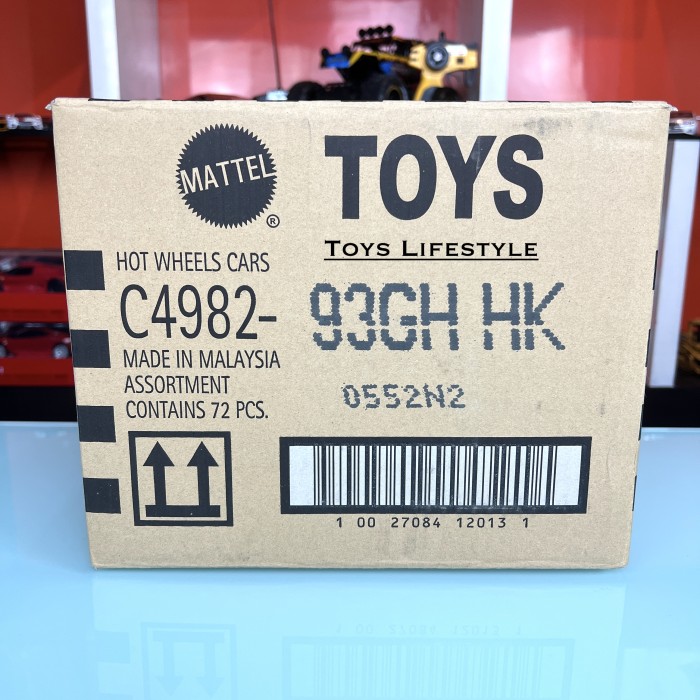 MATTEL ®
TOYS
TOYS LIFESTYLE
HOT WHEELS CARS
C4982- 93GH HK
MADE IN MALAYSIA
ASSORTMENT
CONTAINS 72 PCS.
0552N2
1 00 27084 12013 1